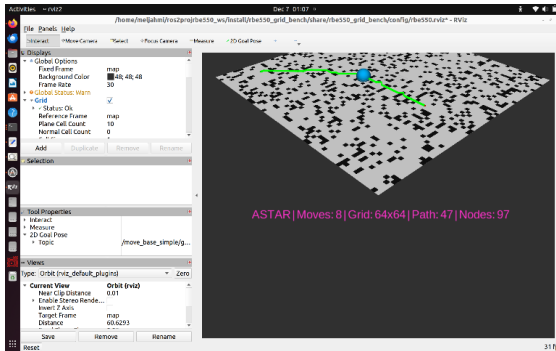 Activities
rviz2
Dec 7 01:07
/home/meljahmi/ros2projrbe550_ws/install/rbe550_grid_bench/share/rbe550_grid_bench/config/rbe550.rviz* - RViz
File Panels Help
Interact Move Camera Select Focus Camera Measure 2D Goal Pose
Displays
Global Options
Fixed Frame map
Background Color 48; 48; 48
Frame Rate 30
Global Status: Warn
Grid
Status: Ok
Reference Frame map
Plane Cell Count 10
Normal Cell Count 0
Add Duplicate Remove Rename
Selection
Tool Properties
Interact
Measure
2D Goal Pose
Topic /move_base_simple/g...
Views
Type: Orbit (rviz_default_plugins) Zero
Current View Orbit (rviz)
Near Clip Distance 0.01
Enable Stereo Rende...
Invert Z Axis
Target Frame map
Distance 60.6293
Save Remove Rename
Reset
ASTAR | Moves: 8 | Grid: 64x64 | Path: 47 | Nodes: 97